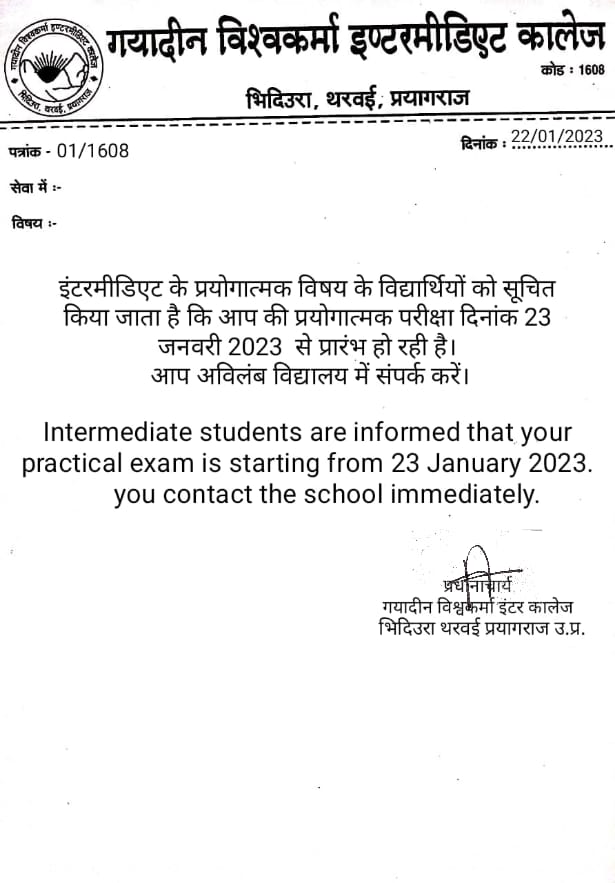 गयादीन विश्वकर्मा इण्टरमीडिएट कालेज
गयादीन विश्वकर्मा इण्टरमीडिएट कालेज
भिदिउरा, थरवई, प्रयागराज
कोड : 1608
भिदिउरा, थरवई, प्रयागराज
पत्रांक - 01/1608
दिनांक : 22/01/2023
सेवा में :-
विषय :-
इंटरमीडिएट के प्रयोगात्मक विषय के विद्यार्थियों को सूचित
किया जाता है कि आप की प्रयोगात्मक परीक्षा दिनांक 23
जनवरी 2023 से प्रारंभ हो रही है।
आप अविलंब विद्यालय में संपर्क करें।
Intermediate students are informed that your
practical exam is starting from 23 January 2023.
you contact the school immediately.
प्रधानाचार्य
गयादीन विश्वकर्मा इंटर कालेज
भिदिउरा थरवई प्रयागराज उ.प्र.